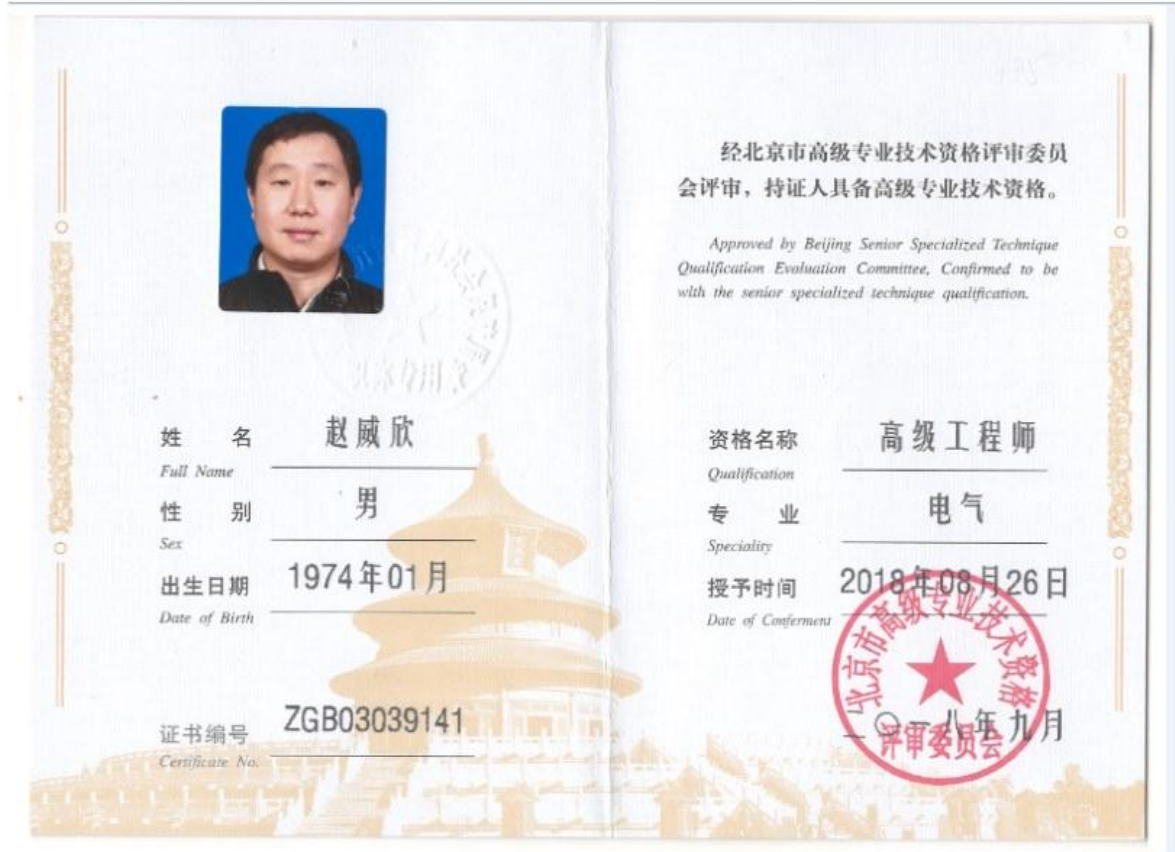 姓 名
Full Name
赵威欣
性 别
Sex
男
出生日期
Date of Birth
1974年01月
证书编号
Certificate No.
ZGB03039141
经北京市高级专业技术资格评审委员
会评审，持证人具备高级专业技术资格。
Approved by Beijing Senior Specialized Technique
Qualification Evaluation Committee, Confirmed to be
with the senior specialized technique qualification.
资格名称
Qualification
高级工程师
专 业
Speciality
电气
授予时间
Date of Conferment
2018年08月26日
北京市高级专业技术资格
评审委员会
二〇一八年九月